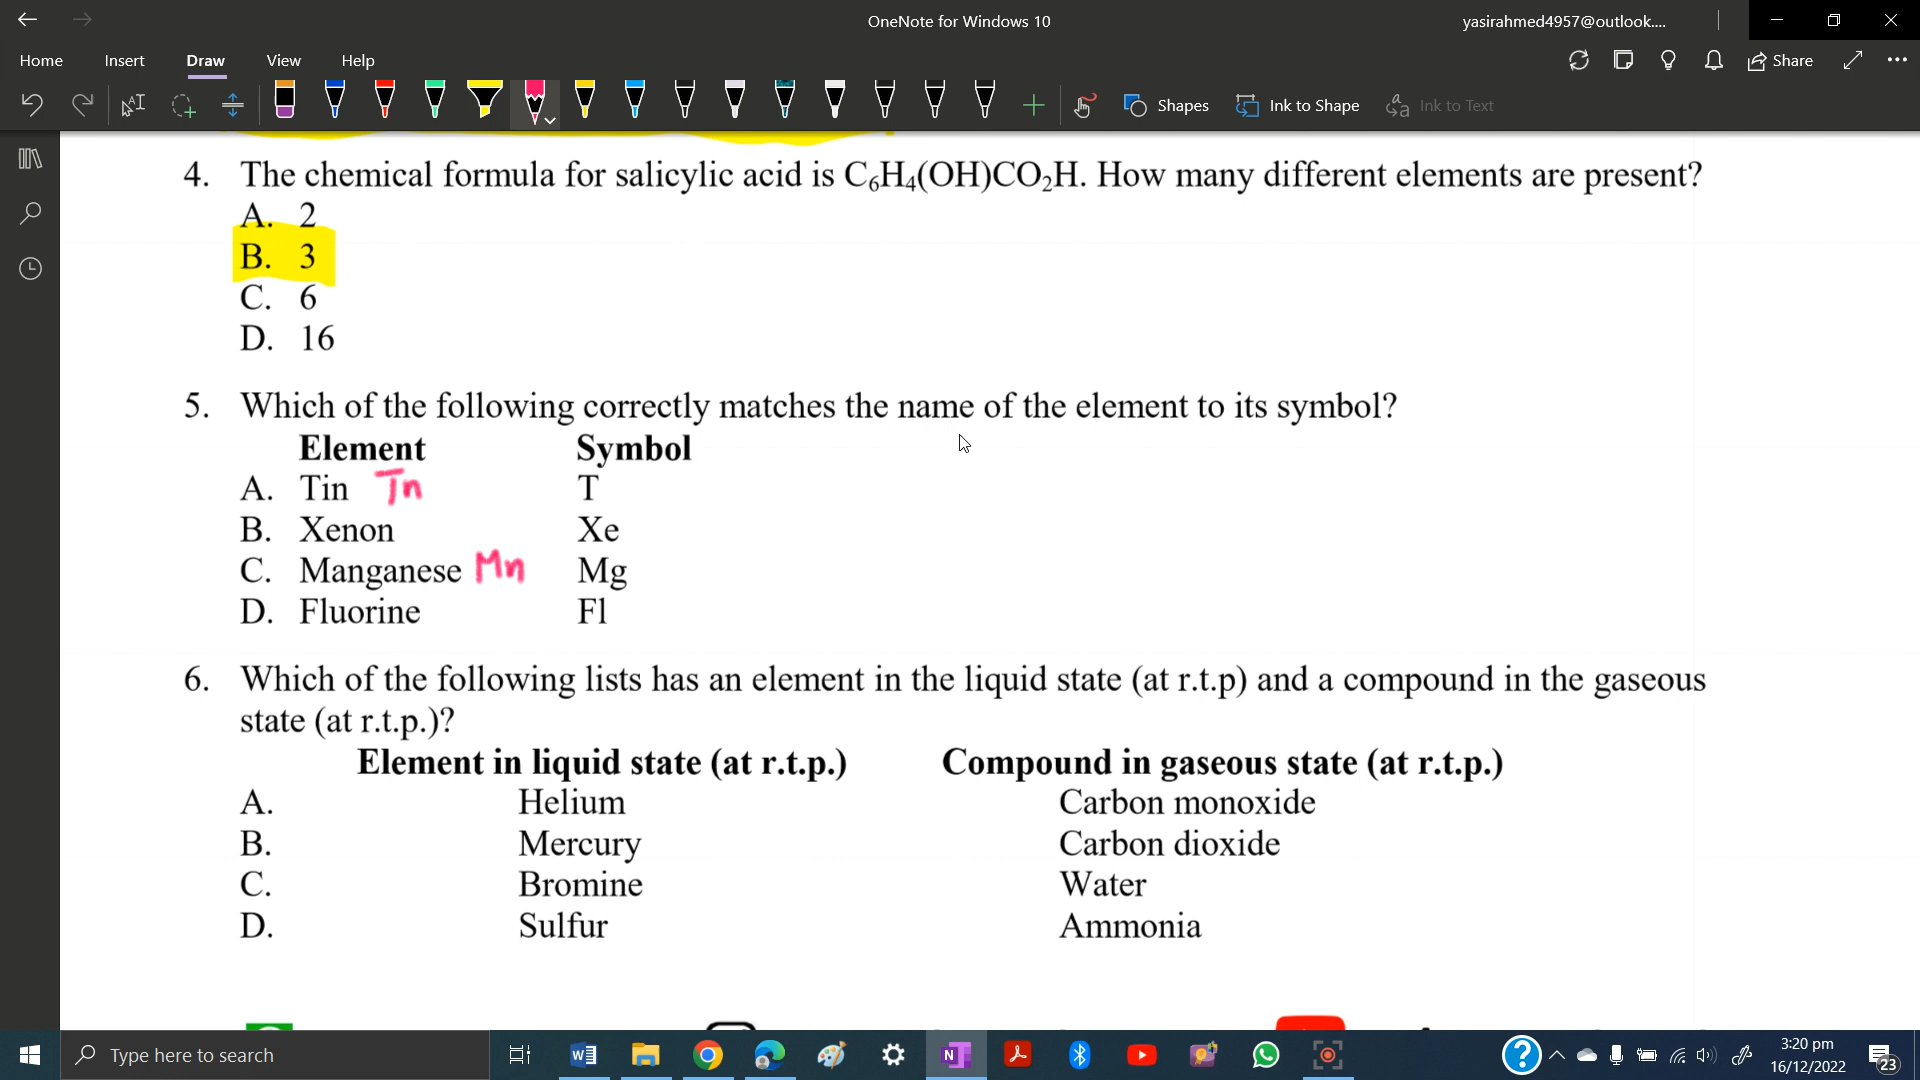 OneNote for Windows 10
yasirahmed4957@outlook....
Home Insert Draw View Help
Share
Shapes Ink to Shape Ink to Text
4. The chemical formula for salicylic acid is C₆H₄(OH)CO₂H. How many different elements are present?
A. 2
B. 3
C. 6
D. 16
5. Which of the following correctly matches the name of the element to its symbol?
Element Symbol
A. Tin Tn T
B. Xenon Xe
C. Manganese Mn Mg
D. Fluorine Fl
6. Which of the following lists has an element in the liquid state (at r.t.p) and a compound in the gaseous
state (at r.t.p.)?
Element in liquid state (at r.t.p.) Compound in gaseous state (at r.t.p.)
A. Helium Carbon monoxide
B. Mercury Carbon dioxide
C. Bromine Water
D. Sulfur Ammonia
Type here to search
3:20 pm
16/12/2022
23